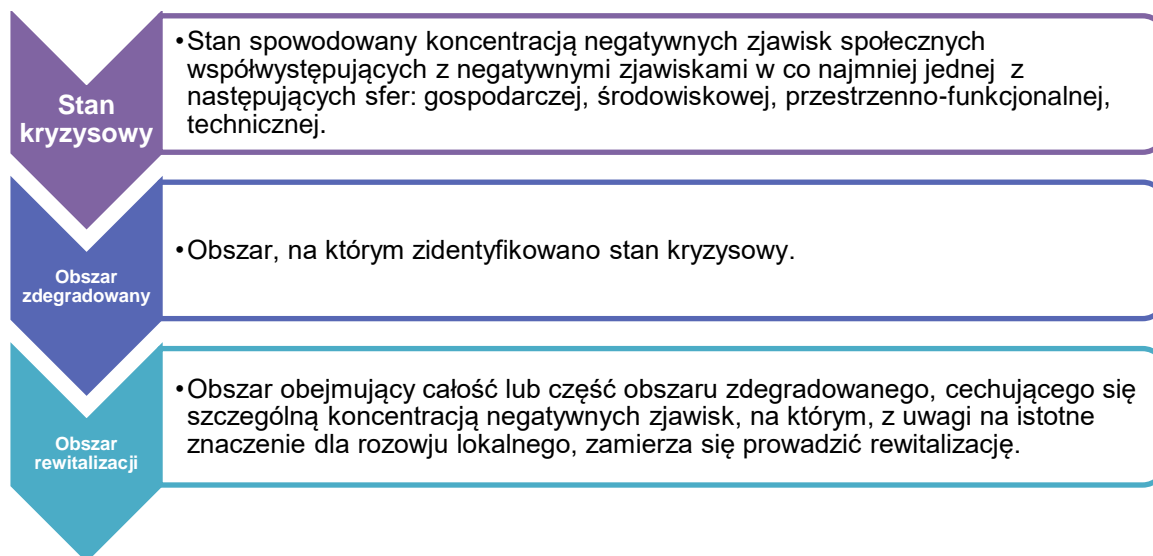 Stan
kryzysowy
•Stan spowodowany koncentracją negatywnych zjawisk społecznych
współwystępujących z negatywnymi zjawiskami w co najmniej jednej z
następujących sfer: gospodarczej, środowiskowej, przestrzenno-funkcjonalnej,
technicznej.
Obszar
zdegradowany
•Obszar, na którym zidentyfikowano stan kryzysowy.
Obszar
rewitalizacji
•Obszar obejmujący całość lub część obszaru zdegradowanego, cechującego się
szczególną koncentracją negatywnych zjawisk, na którym, z uwagi na istotne
znaczenie dla rozowju lokalnego, zamierza się prowadzić rewitalizację.